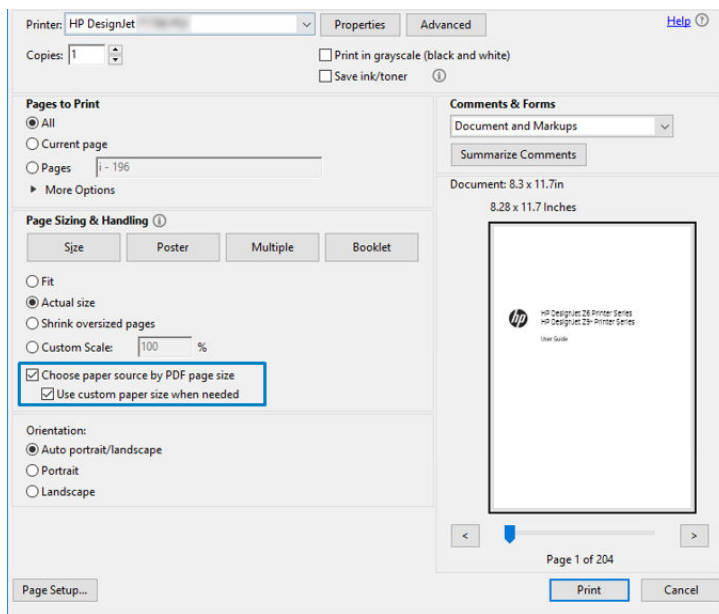 Printer: HP DesignJet Properties Advanced Help
Copies: 1 Print in grayscale (black and white)
Save ink/toner
Pages to Print
All
Current page
Pages i - 196
More Options
Page Sizing & Handling
Size Poster Multiple Booklet
Fit
Actual size
Shrink oversized pages
Custom Scale: 100 %
Choose paper source by PDF page size
Use custom paper size when needed
Orientation:
Auto portrait/landscape
Portrait
Landscape
Comments & Forms
Document and Markups
Summarize Comments
Document: 8.3 x 11.7in
8.28 x 11.7 Inches
hp
HP DesignJet Z6 Printer Series
HP DesignJet Z9+ Printer Series
User Guide
< >
Page 1 of 204
Page Setup... Print Cancel